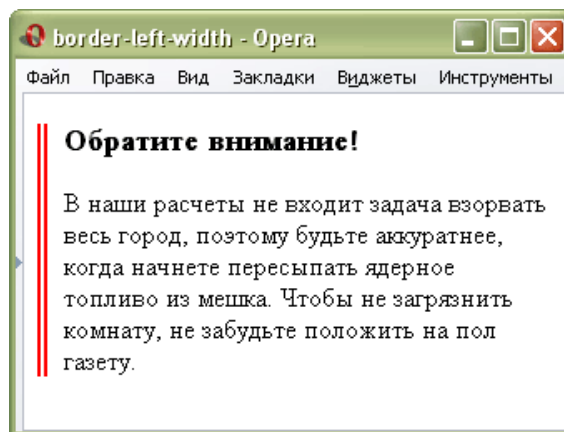 border-left-width - Opera
Файл Правка Вид Закладки Виджеты Инструменты
Обратите внимание!
В наши расчеты не входит задача взорвать
весь город, поэтому будьте аккуратнее,
когда начнете пересыпать ядерное
топливо из мешка. Чтобы не загрязнить
комнату, не забудьте положить на пол
газету.